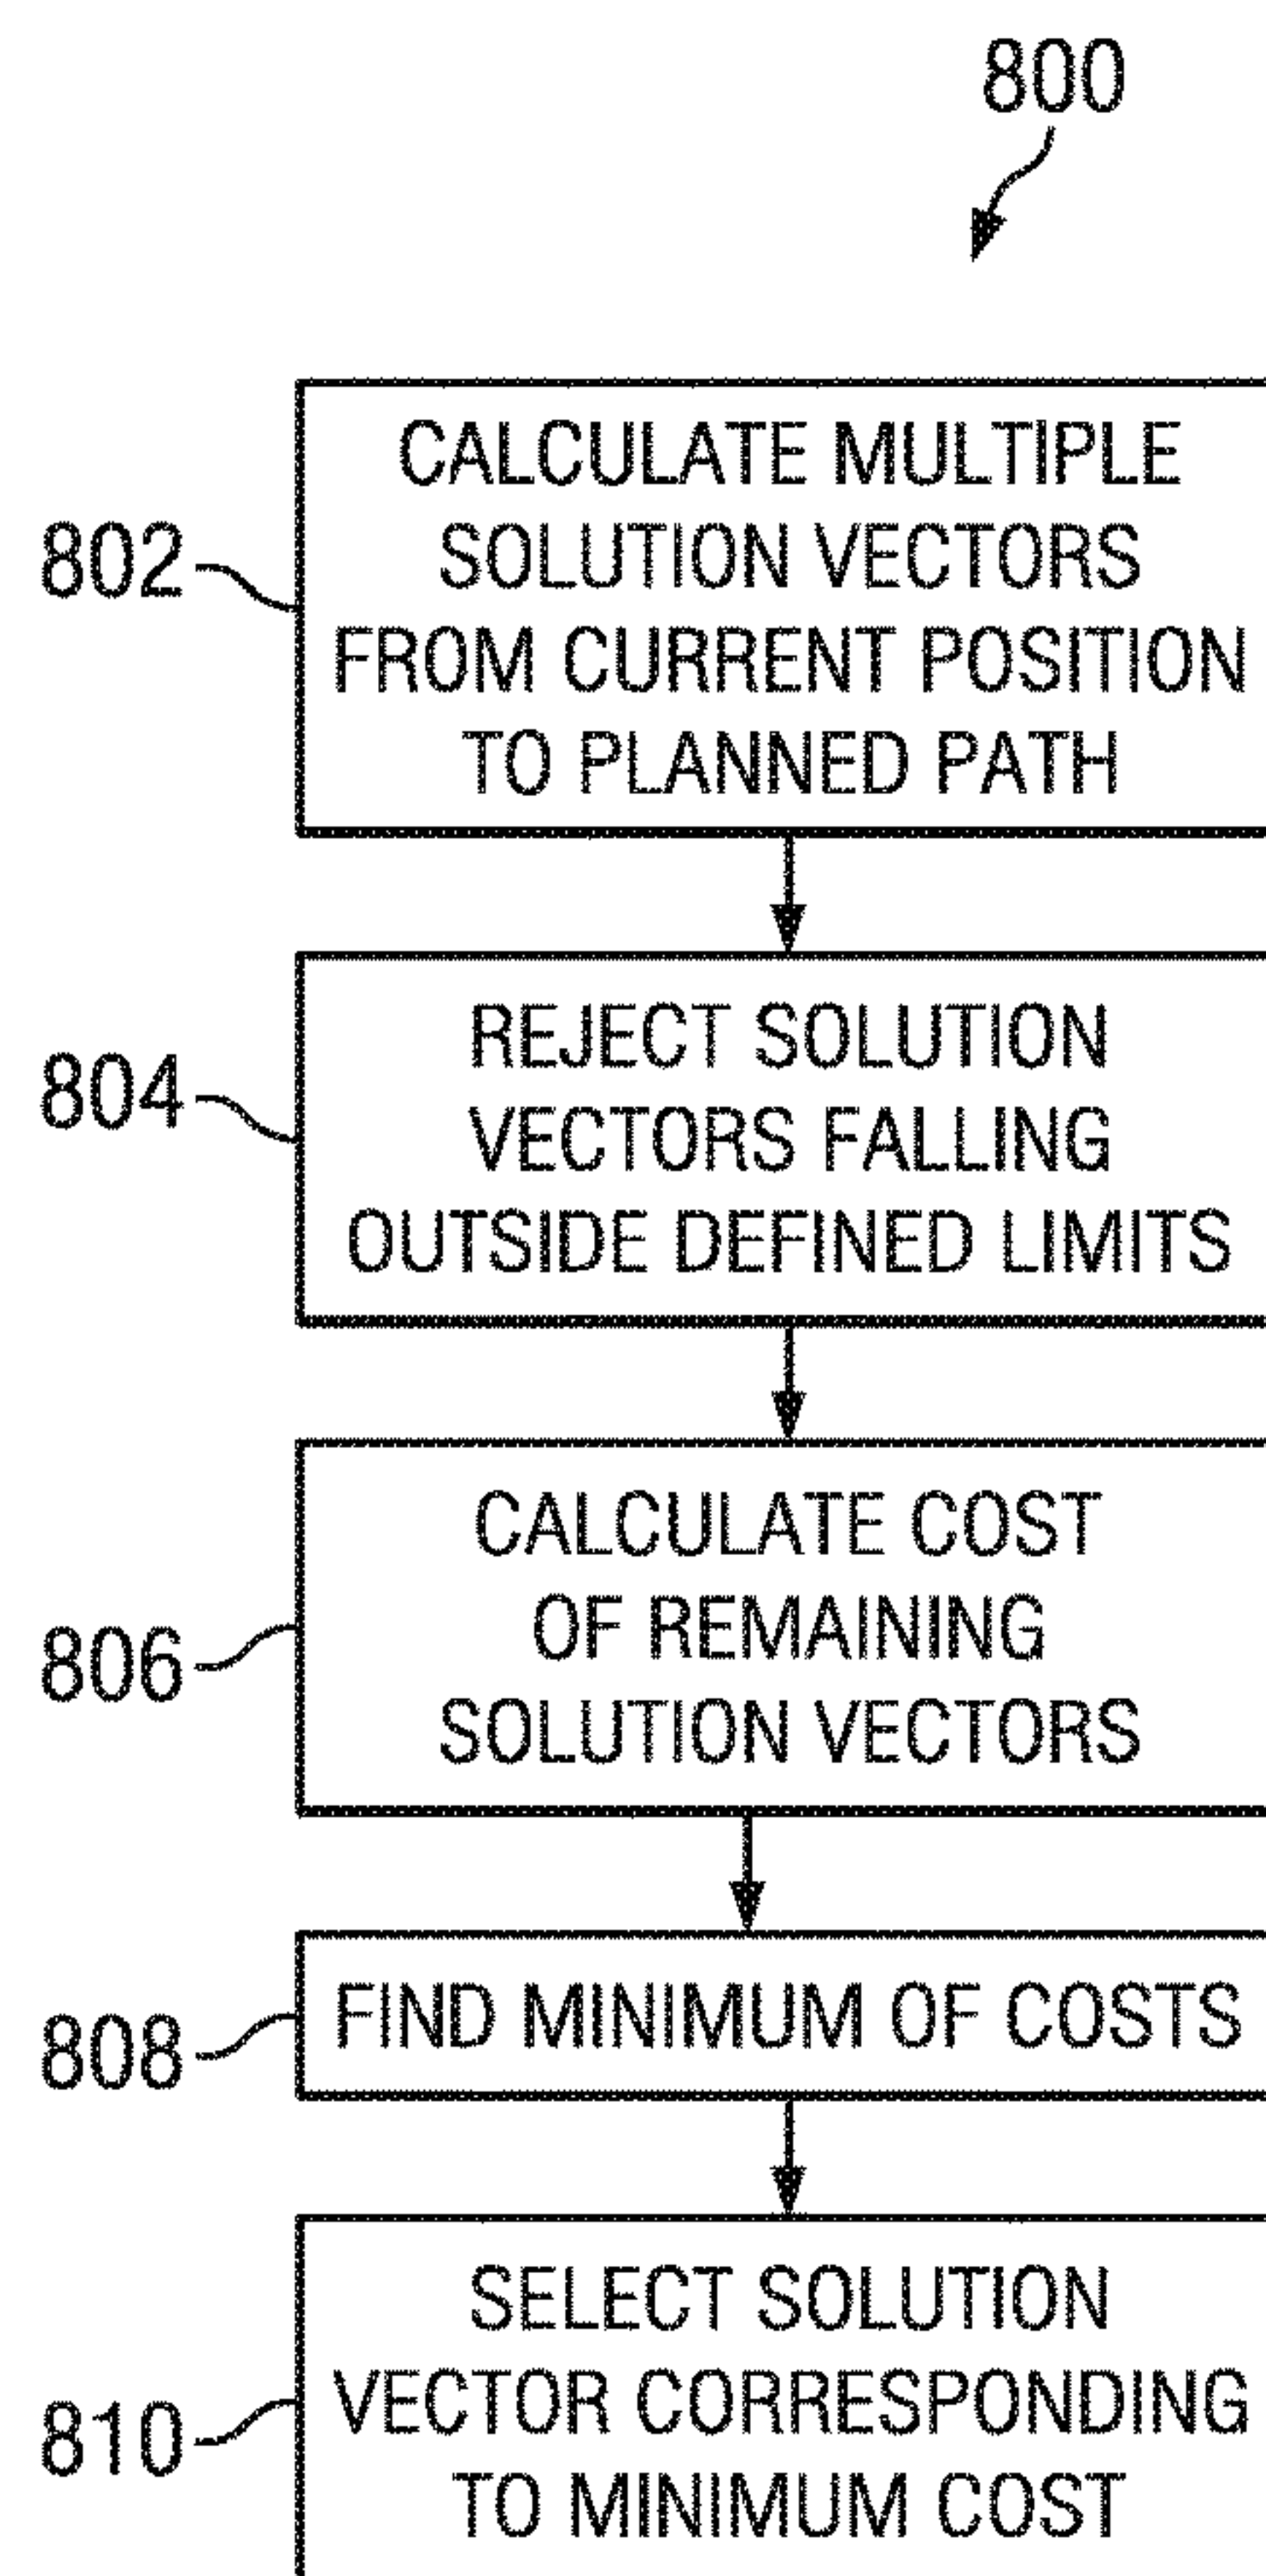 800
802
CALCULATE MULTIPLE
SOLUTION VECTORS
FROM CURRENT POSITION
TO PLANNED PATH
804
REJECT SOLUTION
VECTORS FALLING
OUTSIDE DEFINED LIMITS
806
CALCULATE COST
OF REMAINING
SOLUTION VECTORS
808
FIND MINIMUM OF COSTS
810
SELECT SOLUTION
VECTOR CORRESPONDING
TO MINIMUM COST